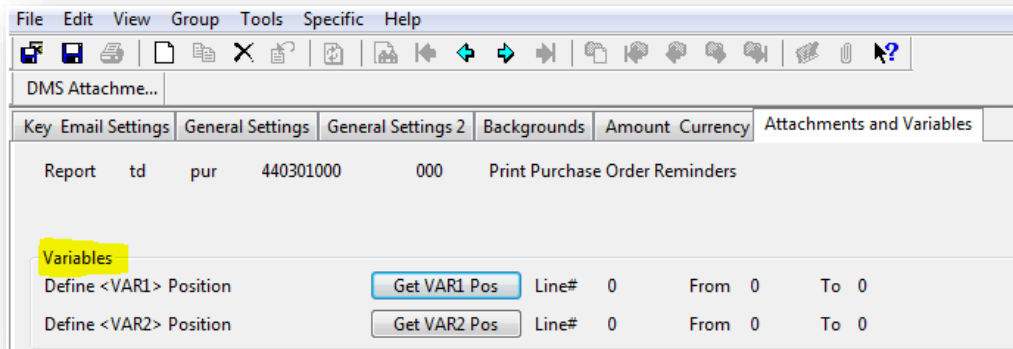 File Edit View Group Tools Specific Help
DMS Attachme...
Key Email Settings General Settings General Settings 2 Backgrounds Amount Currency Attachments and Variables
Report td pur 440301000 000 Print Purchase Order Reminders
Variables
Define <VAR1> Position Get VAR1 Pos Line# 0 From 0 To 0
Define <VAR2> Position Get VAR2 Pos Line# 0 From 0 To 0